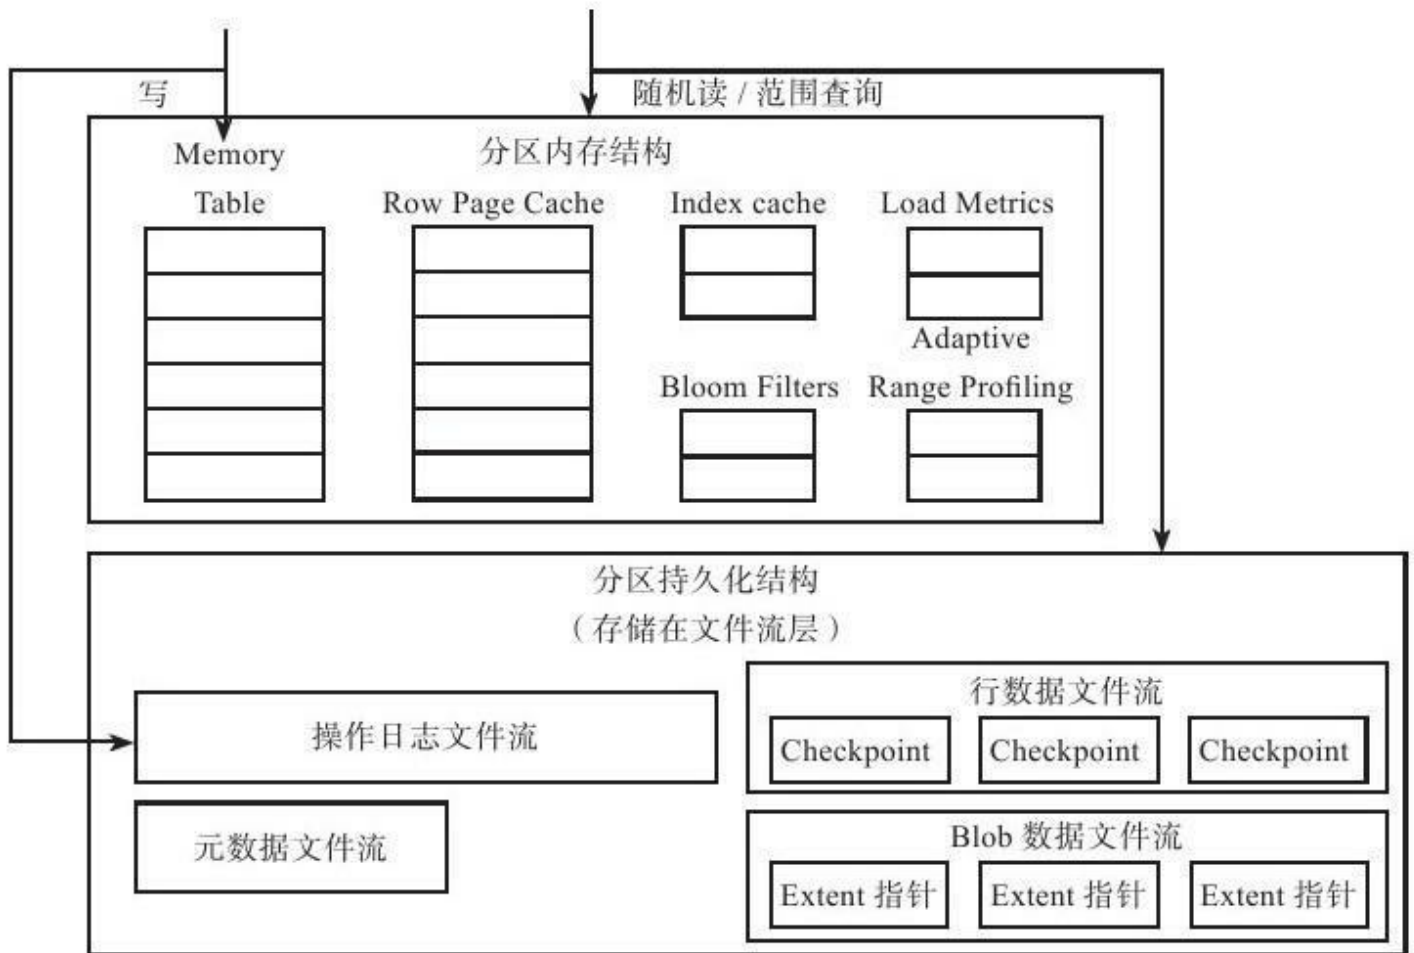 写
随机读 / 范围查询
分区内存结构
Memory
Table
Row Page Cache
Index cache
Load Metrics
Adaptive
Bloom Filters
Range Profiling
分区持久化结构
（存储在文件流层）
操作日志文件流
元数据文件流
行数据文件流
Checkpoint
Checkpoint
Checkpoint
Blob 数据文件流
Extent 指针
Extent 指针
Extent 指针